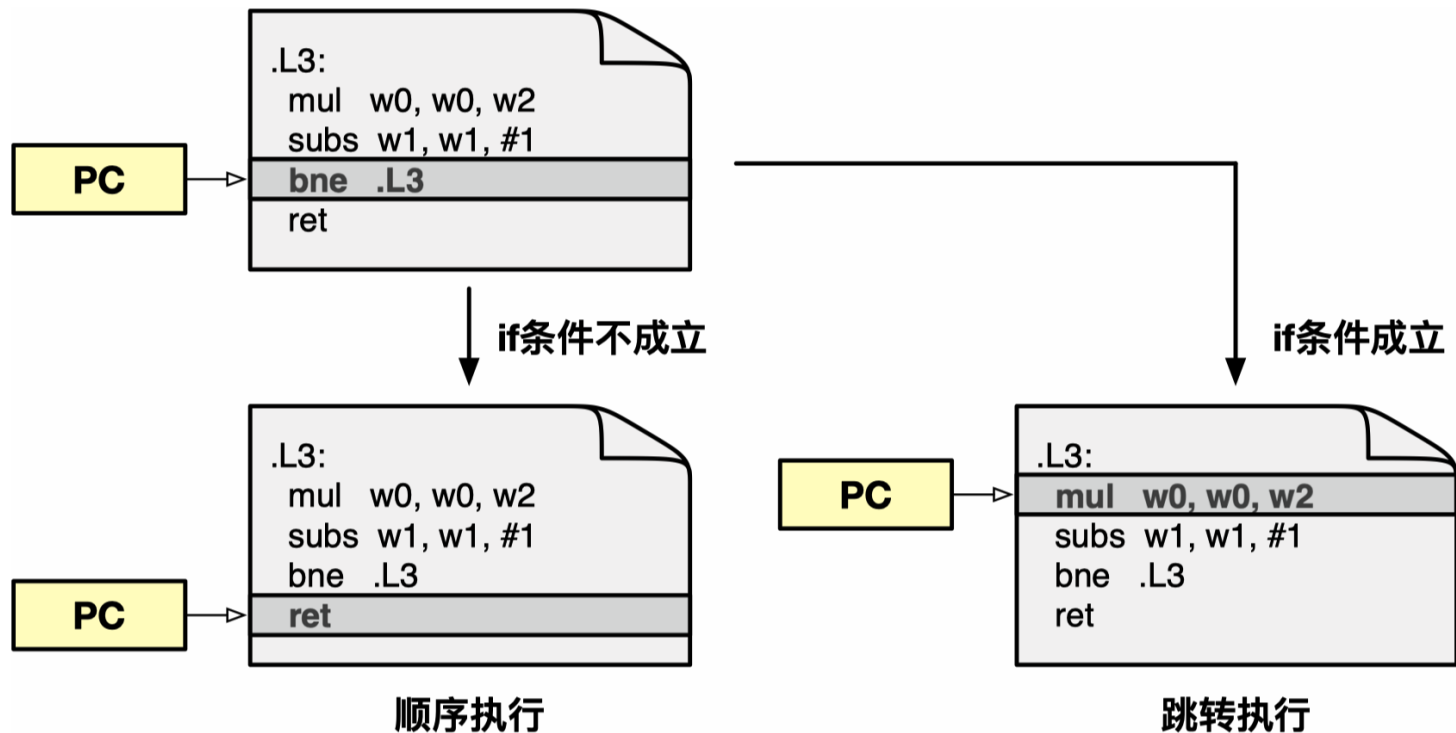 .L3:
mul w0, w0, w2
subs w1, w1, #1
PC
bne .L3
ret
if条件不成立
if条件成立
.L3:
mul w0, w0, w2
subs w1, w1, #1
bne .L3
PC
ret
顺序执行
.L3:
PC
mul w0, w0, w2
subs w1, w1, #1
bne .L3
ret
跳转执行